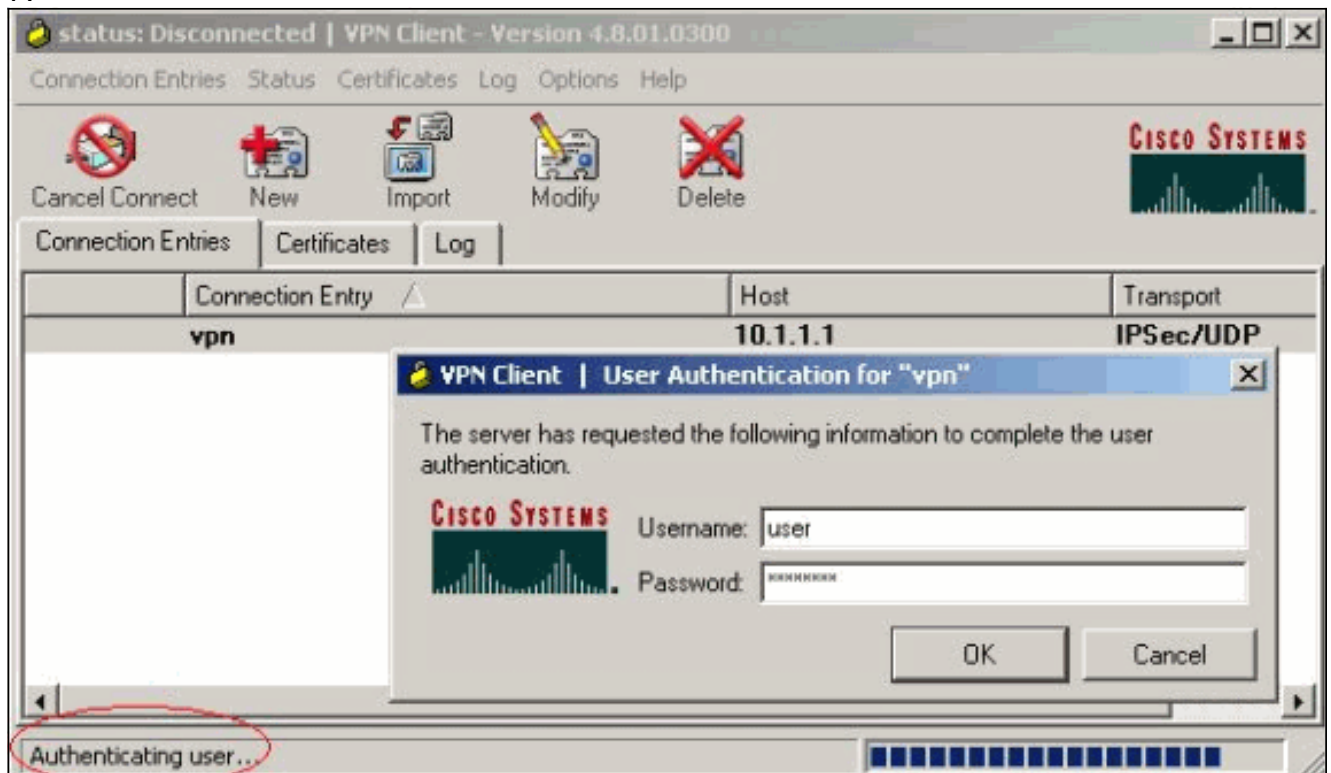 status: Disconnected | VPN Client - Version 4.8.01.0300
Connection Entries Status Certificates Log Options Help
Cancel Connect New Import Modify Delete
CISCO SYSTEMS
Connection Entries Certificates Log
Connection Entry Host Transport
vpn 10.1.1.1 IPSec/UDP
VPN Client | User Authentication for "vpn"
The server has requested the following information to complete the user
authentication.
CISCO SYSTEMS
Username: user
Password: ********
OK Cancel
Authenticating user...